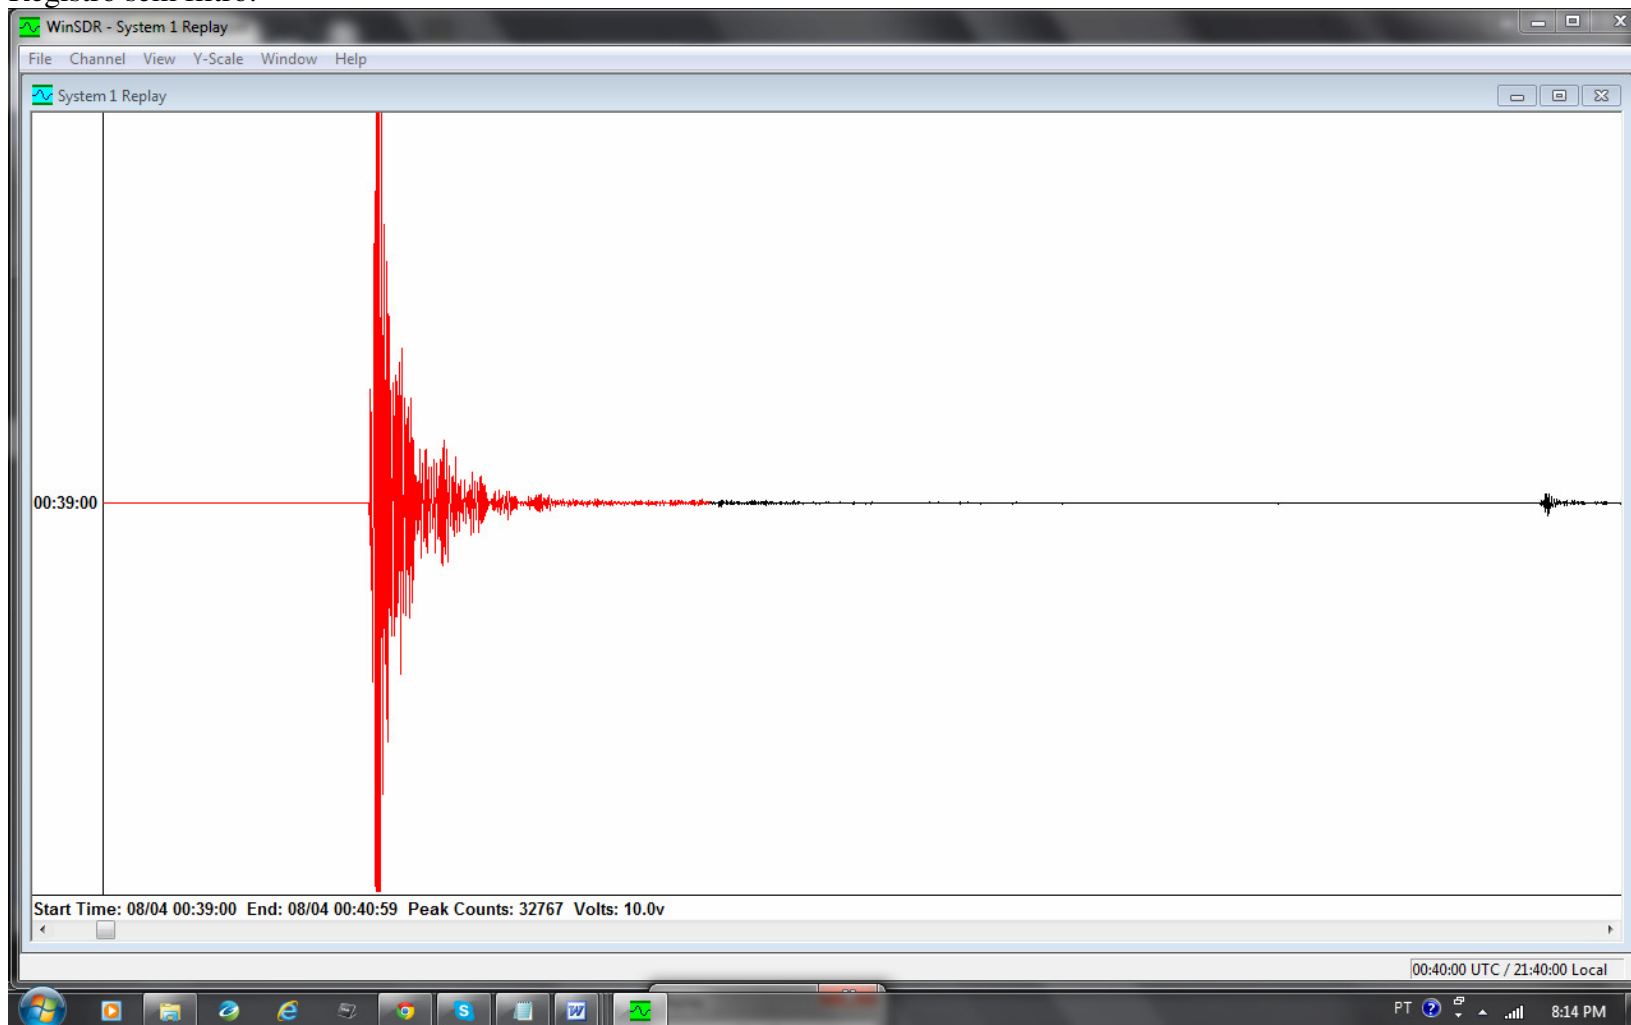 WinSDR - System 1 Replay
File Channel View Y-Scale Window Help
System 1 Replay
00:39:00
Start Time: 08/04 00:39:00 End: 08/04 00:40:59 Peak Counts: 32767 Volts: 10.0v
00:40:00 UTC / 21:40:00 Local
PT
8:14 PM